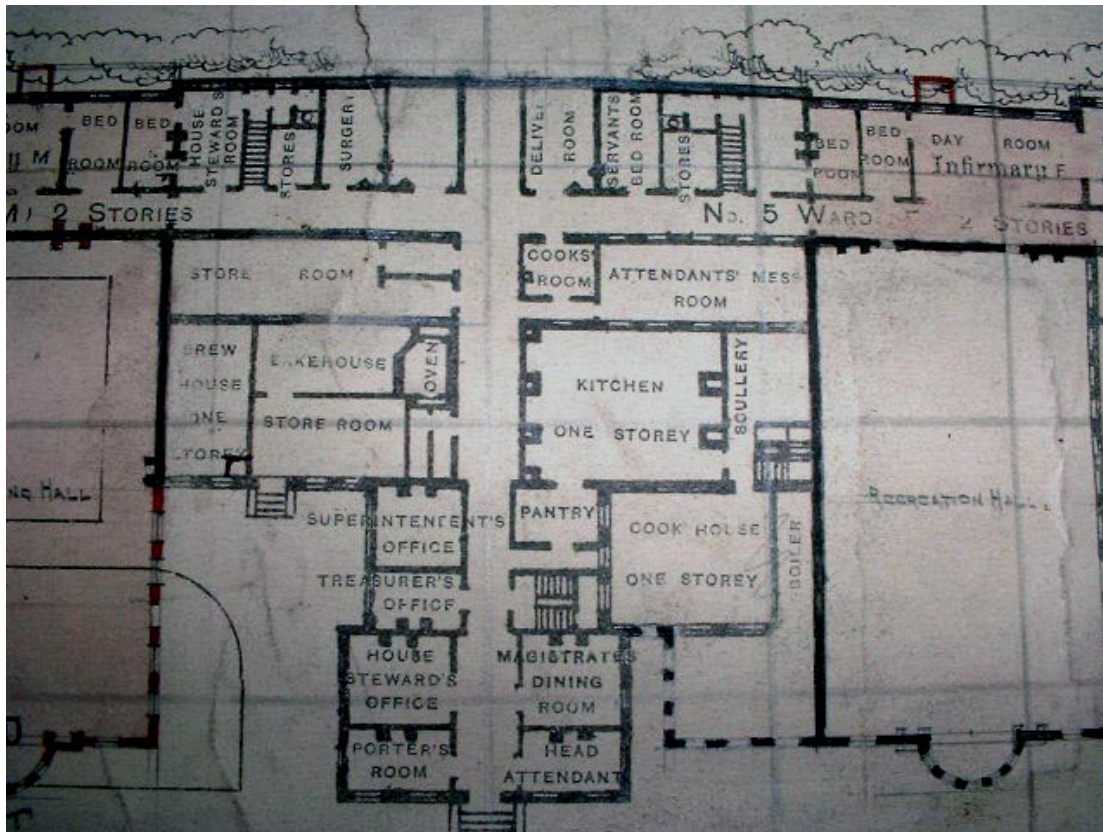 HOUSE
STEWARD'S
ROOM
STORES
SURGERY
ROOM
SERVANTS'
BED ROOM
STORES
BED
ROOM
BED
ROOM
BED
ROOM
BED
ROOM
DAY ROOM
Infirmary F
2 STORIES
No. 5 WARD
2 STORIES
STORE ROOM
COOKS'
ROOM
ATTENDANTS' MESS
ROOM
BREW
HOUSE
ONE
STOREY
BAKEHOUSE
OVEN
STORE ROOM
KITCHEN
ONE STOREY
SCULLERY
HALL
RECREATION HALL
SUPERINTENDENT'S
OFFICE
PANTRY
COOK HOUSE
ONE STOREY
BOILER
TREASURER'S
OFFICE
HOUSE
STEWARD'S
OFFICE
MAGISTRATES
DINING
ROOM
PORTER'S
ROOM
HEAD
ATTENDANT